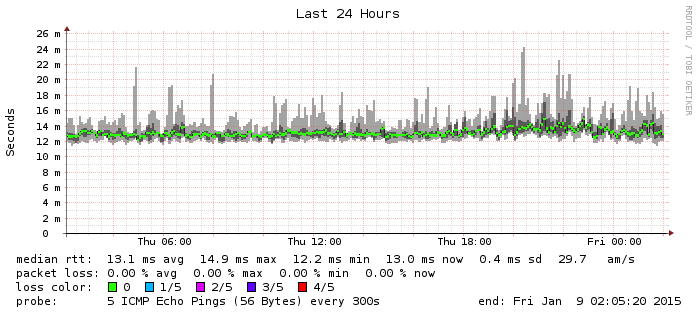 Last 24 Hours
RRDTOOL / TOBI OETIKER
Seconds
26 m
24 m
22 m
20 m
18 m
16 m
14 m
12 m
10 m
8 m
6 m
4 m
2 m
0
Thu 06:00 Thu 12:00 Thu 18:00 Fri 00:00
median rtt: 13.1 ms avg 14.9 ms max 12.2 ms min 13.0 ms now 0.4 ms sd 29.7 am/s
packet loss: 0.00 % avg 0.00 % max 0.00 % min 0.00 % now
loss color: 0 1/5 2/5 3/5 4/5
probe: 5 ICMP Echo Pings (56 Bytes) every 300s end: Fri Jan 9 02:05:20 2015